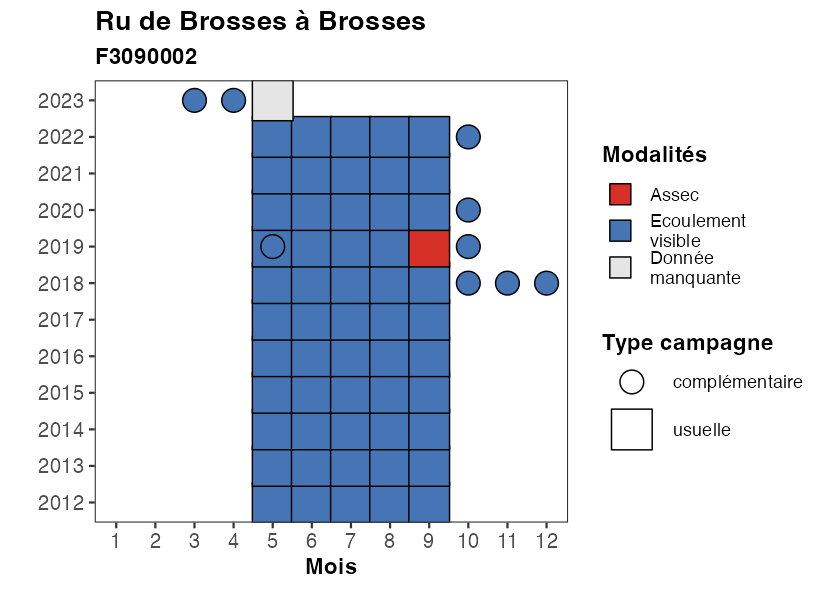 Ru de Brosses à Brosses
F3090002
2023
2022
2021
2020
2019
2018
2017
2016
2015
2014
2013
2012
1 2 3 4 5 6 7 8 9 10 11 12
Mois
Modalités
Assec
Ecoulement
visible
Donnée
manquante
Type campagne
complémentaire
usuelle